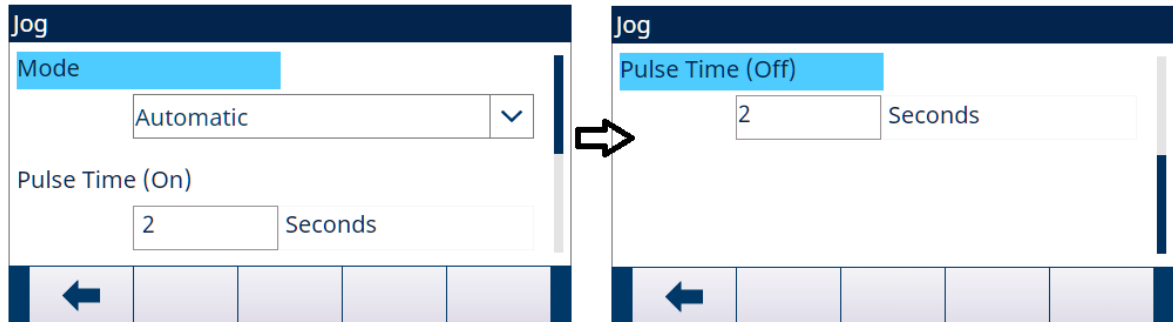 Jog
Mode
Automatic
Pulse Time (On)
2 Seconds
Jog
Pulse Time (Off)
2 Seconds